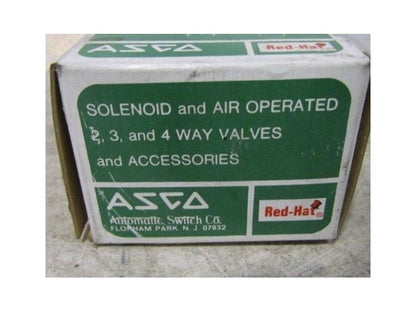 ASCO Red-Hat
SOLENOID and AIR OPERATED
2, 3, and 4 WAY VALVES
and ACCESSORIES
ASCO Red-Hat®
Automatic Switch Co.
FLORHAM PARK N J 07932